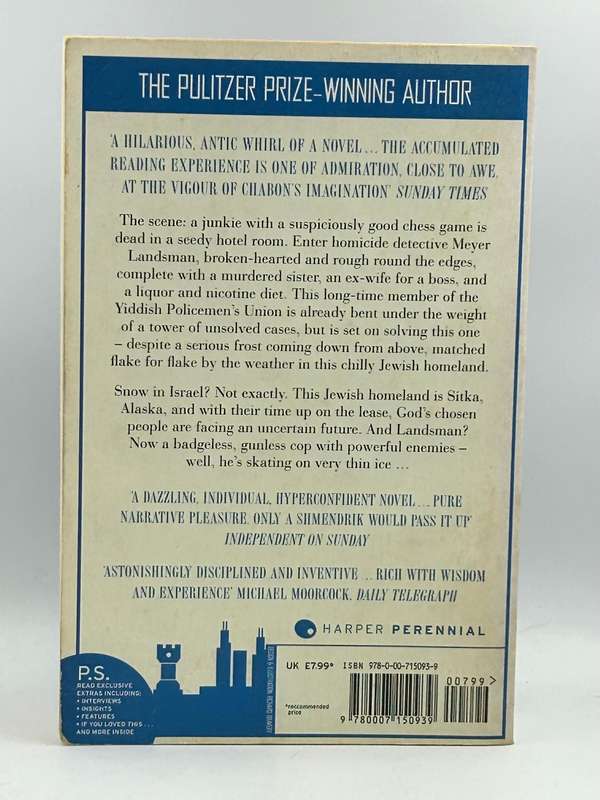 THE PULITZER PRIZE–WINNING AUTHOR
'A HILARIOUS, ANTIC WHIRL OF A NOVEL ... THE ACCUMULATED
READING EXPERIENCE IS ONE OF ADMIRATION, CLOSE TO AWE,
AT THE VIGOUR OF CHABON'S IMAGINATION' SUNDAY TIMES
The scene: a junkie with a suspiciously good chess game is
dead in a seedy hotel room. Enter homicide detective Meyer
Landsman, broken-hearted and rough round the edges,
complete with a murdered sister, an ex-wife for a boss, and
a liquor and nicotine diet. This long-time member of the
Yiddish Policemen's Union is already bent under the weight
of a tower of unsolved cases, but is set on solving this one
– despite a serious frost coming down from above, matched
flake for flake by the weather in this chilly Jewish homeland.
Snow in Israel? Not exactly. This Jewish homeland is Sitka,
Alaska, and with their time up on the lease, God's chosen
people are facing an uncertain future. And Landsman?
Now a badgeless, gunless cop with powerful enemies –
well, he's skating on very thin ice ...
'A DAZZLING, INDIVIDUAL, HYPERCONFIDENT NOVEL ... PURE
NARRATIVE PLEASURE. ONLY A SHMENDRIK WOULD PASS IT UP'
INDEPENDENT ON SUNDAY
'ASTONISHINGLY DISCIPLINED AND INVENTIVE ... RICH WITH WISDOM
AND EXPERIENCE' MICHAEL MOORCOCK, DAILY TELEGRAPH
HARPER PERENNIAL
P.S.
READ EXCLUSIVE
EXTRAS INCLUDING:
• INTERVIEWS
• INSIGHTS
• FEATURES
• IF YOU LOVED THIS ...
AND MORE INSIDE
UK £7.99* ISBN 978-0-00-715093-9
00799>
*reccommended
price
9 780007 150939